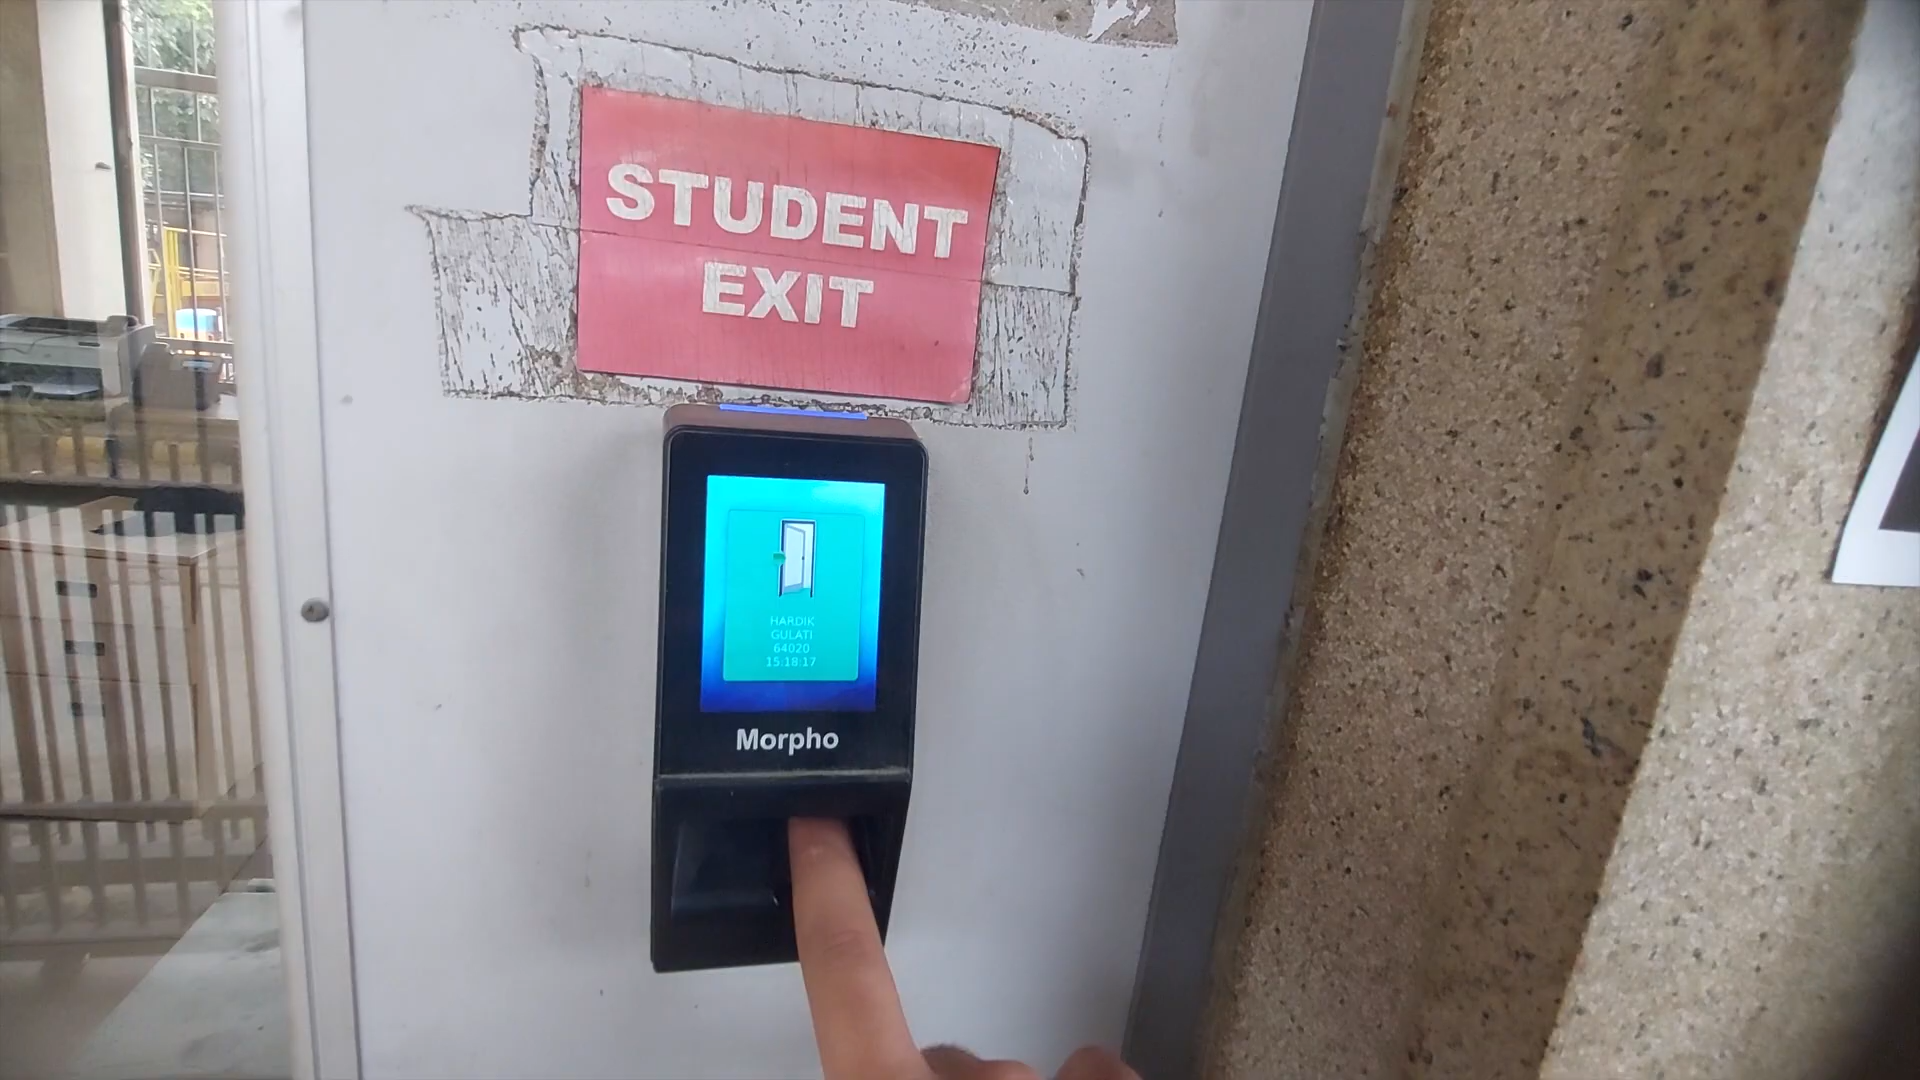 STUDENT
EXIT
HARDIK
GULATI
64020
15:18:17
Morpho